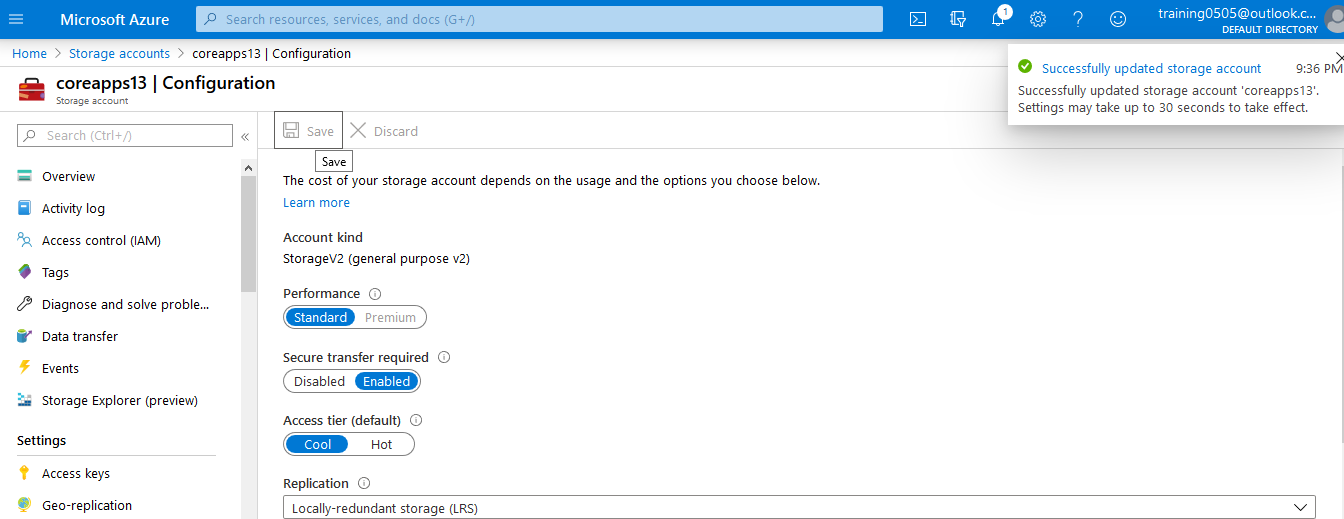 Microsoft Azure
Search resources, services, and docs (G+/)
1
training0505@outlook.c...
DEFAULT DIRECTORY
Home > Storage accounts > coreapps13 | Configuration
coreapps13 | Configuration
Storage account
Successfully updated storage account 9:36 PM
Successfully updated storage account 'coreapps13'.
Settings may take up to 30 seconds to take effect.
Search (Ctrl+/)
«
Overview
Activity log
Access control (IAM)
Tags
Diagnose and solve proble...
Data transfer
Events
Storage Explorer (preview)
Settings
Access keys
Geo-replication
Save Discard
Save
The cost of your storage account depends on the usage and the options you choose below.
Learn more
Account kind
StorageV2 (general purpose v2)
Performance
Standard Premium
Secure transfer required
Disabled Enabled
Access tier (default)
Cool Hot
Replication
Locally-redundant storage (LRS)